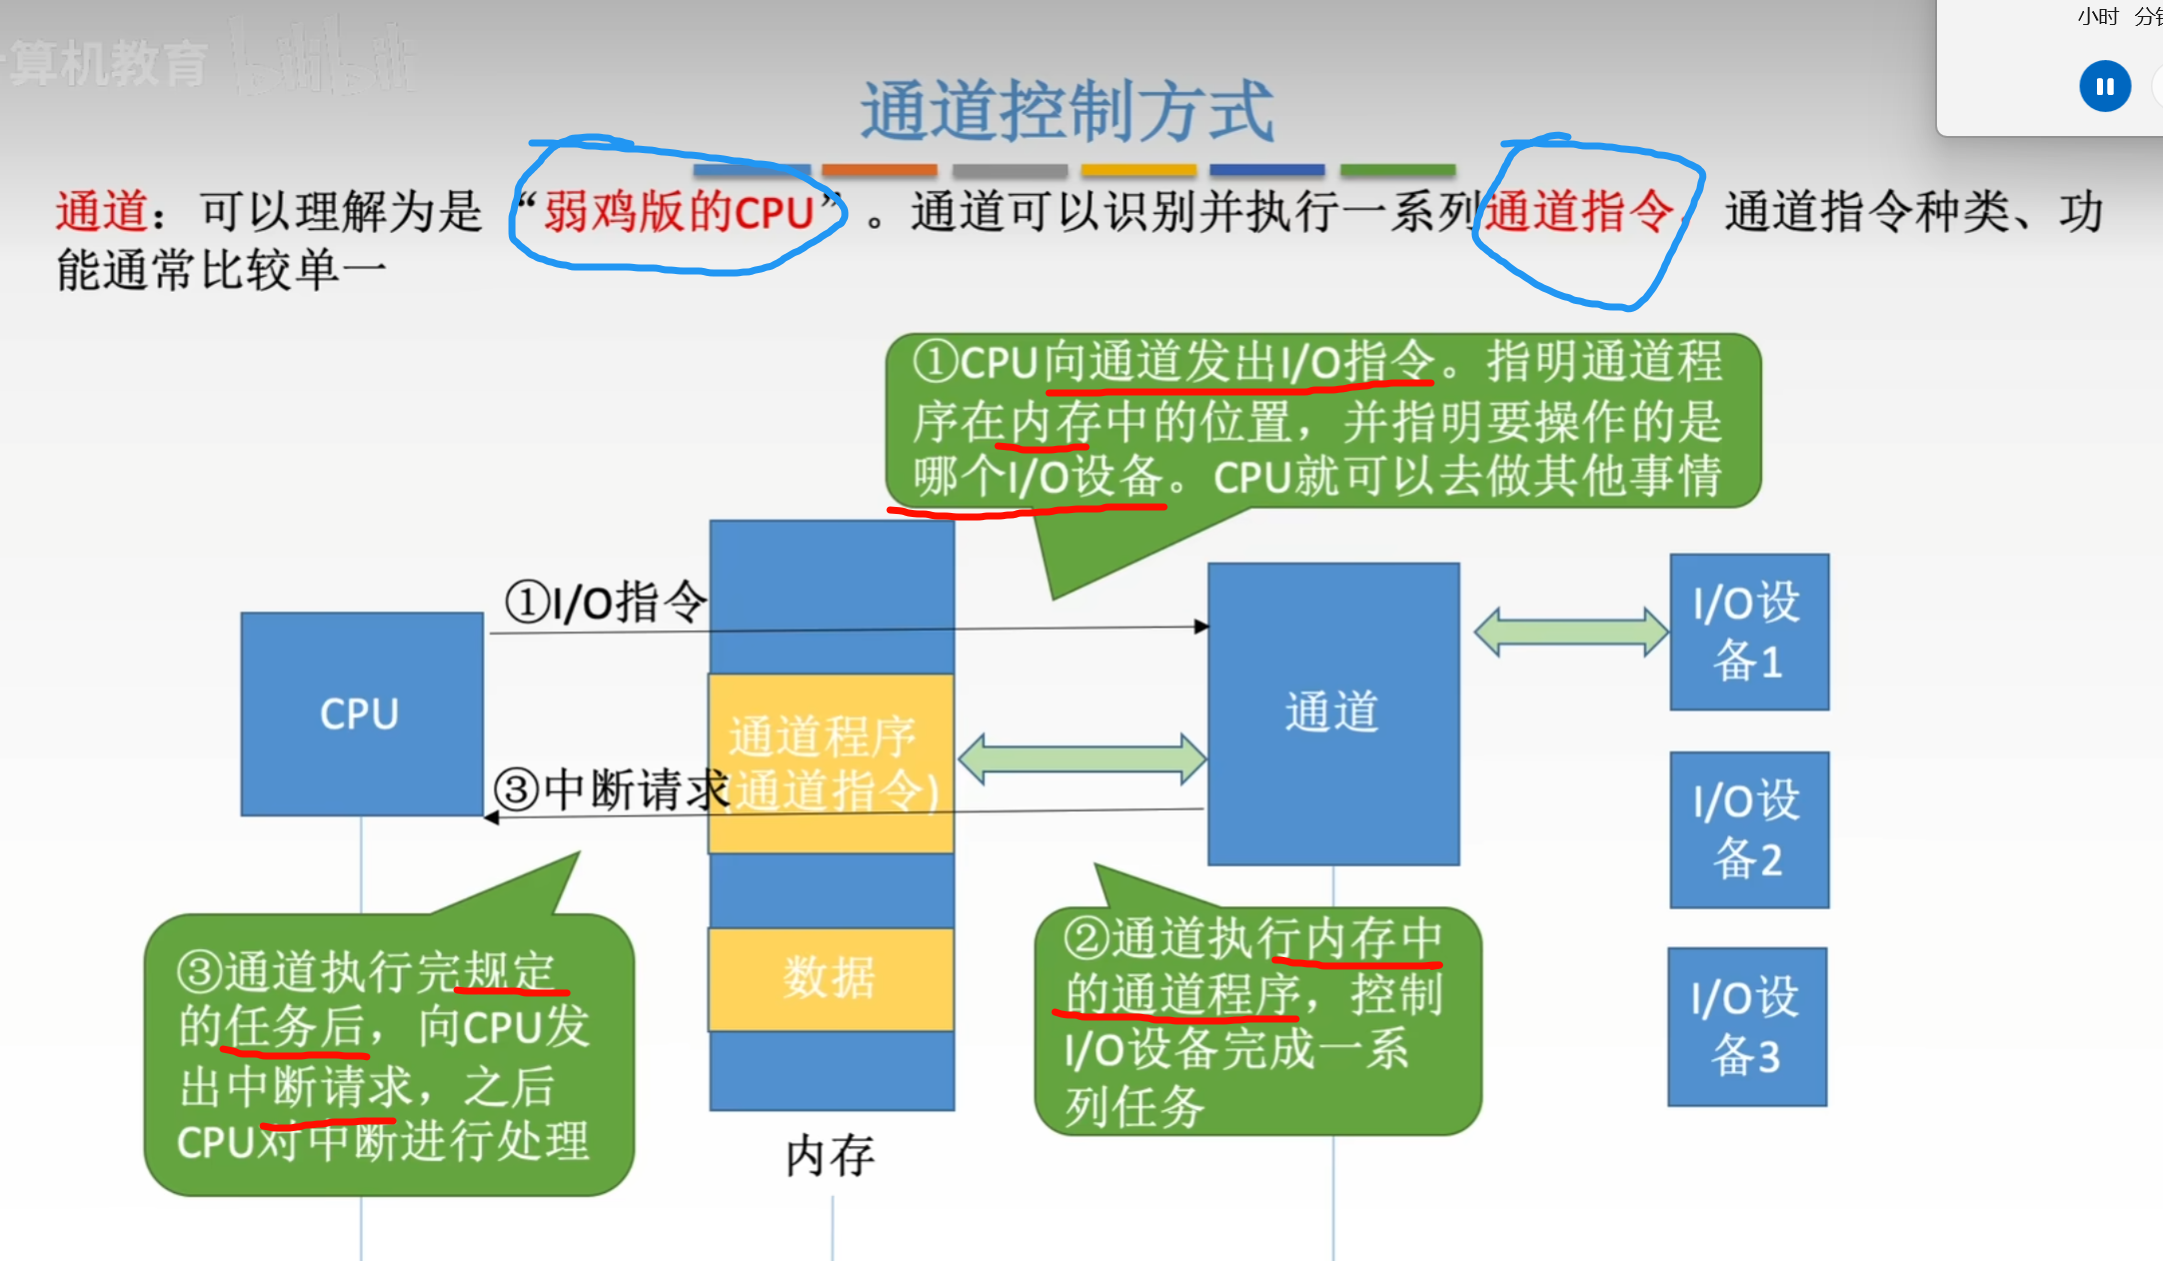 小时
计算机教育 bilibili
通道控制方式
通道：可以理解为是“弱鸡版的CPU”。通道可以识别并执行一系列通道指令。通道指令种类、功
能通常比较单一
①CPU向通道发出I/O指令。指明通道程
序在内存中的位置，并指明要操作的是
哪个I/O设备。CPU就可以去做其他事情
①I/O指令
CPU
通道程序
(通道指令)
③中断请求
数据
内存
通道
I/O设
备1
I/O设
备2
I/O设
备3
③通道执行完规定
的任务后，向CPU发
出中断请求，之后
CPU对中断进行处理
②通道执行内存中
的通道程序，控制
I/O设备完成一系
列任务